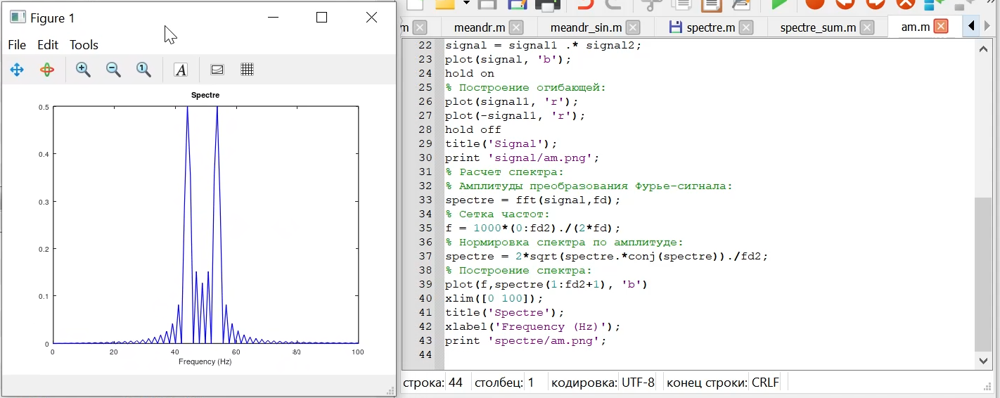 Figure 1
File Edit Tools
Spectre
0.5
0.4
0.3
0.2
0.1
0
0 20 40 60 80 100
Frequency (Hz)
m meandr.m meandr_sin.m spectre.m spectre_sum.m am.m
22 signal = signal1 .* signal2;
23 plot(signal, 'b');
24 hold on
25 % Построение огибающей:
26 plot(signal1, 'r');
27 plot(-signal1, 'r');
28 hold off
29 title('Signal');
30 print 'signal/am.png';
31 % Расчет спектра:
32 % Амплитуды преобразования Фурье-сигнала:
33 spectre = fft(signal,fd);
34 % Сетка частот:
35 f = 1000*(0:fd2)./(2*fd);
36 % Нормировка спектра по амплитуде:
37 spectre = 2*sqrt(spectre.*conj(spectre))./fd2;
38 % Построение спектра:
39 plot(f,spectre(1:fd2+1), 'b')
40 xlim([0 100]);
41 title('Spectre');
42 xlabel('Frequency (Hz)');
43 print 'spectre/am.png';
44
строка: 44 столбец: 1 кодировка: UTF-8 конец строки: CRLF